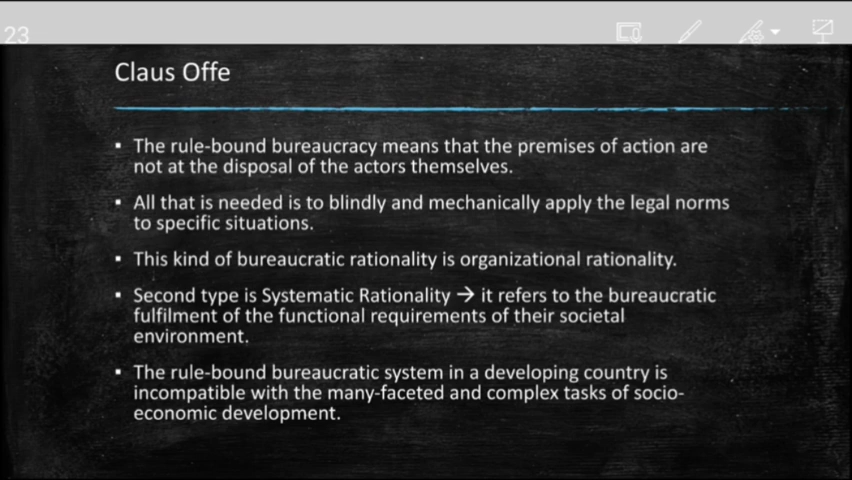 23
Claus Offe
▪ The rule-bound bureaucracy means that the premises of action are
not at the disposal of the actors themselves.
▪ All that is needed is to blindly and mechanically apply the legal norms
to specific situations.
▪ This kind of bureaucratic rationality is organizational rationality.
▪ Second type is Systematic Rationality → it refers to the bureaucratic
fulfilment of the functional requirements of their societal
environment.
▪ The rule-bound bureaucratic system in a developing country is
incompatible with the many-faceted and complex tasks of socio-
economic development.